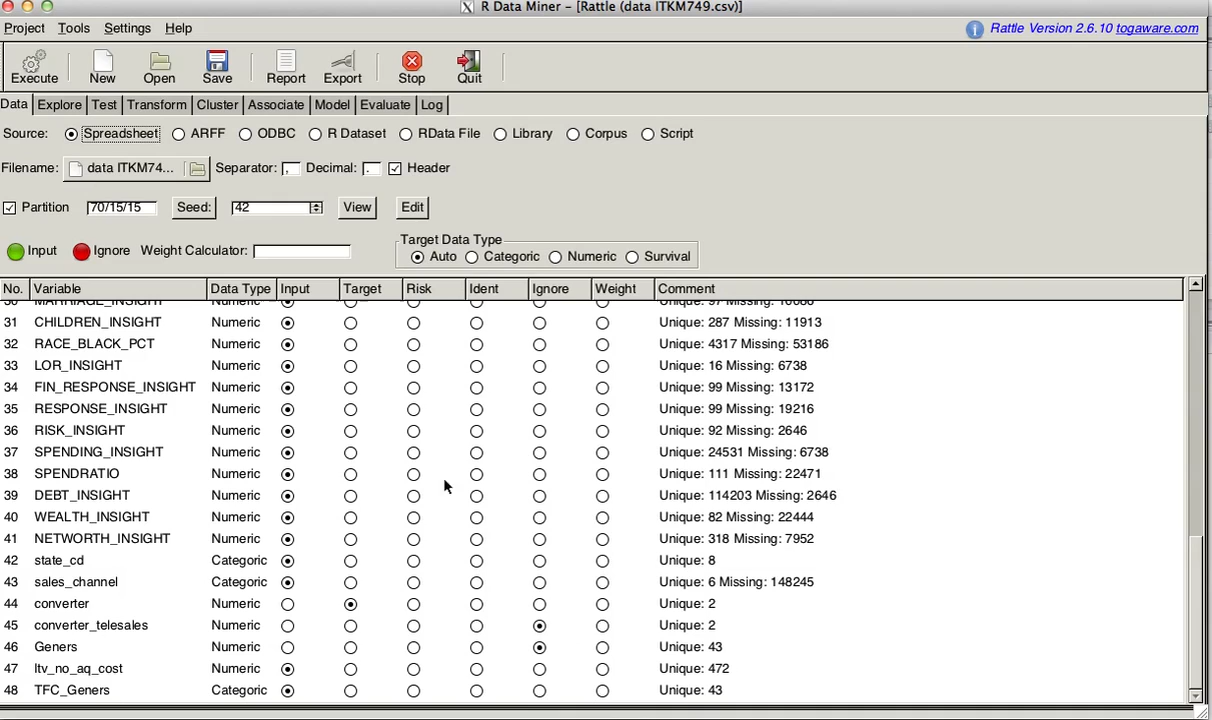 R Data Miner - [Rattle (data ITKM749.csv)]
Project Tools Settings Help
Rattle Version 2.6.10 togaware.com
Execute New Open Save Report Export Stop Quit
Data Explore Test Transform Cluster Associate Model Evaluate Log
Source: Spreadsheet ARFF ODBC R Dataset RData File Library Corpus Script
Filename: data ITKM74... Separator: , Decimal: . Header
Partition 70/15/15 Seed: 42 View Edit
Target Data Type
Input Ignore Weight Calculator: Auto Categoric Numeric Survival
No. Variable Data Type Input Target Risk Ident Ignore Weight Comment
30 MARRIAGE_INSIGHT Numeric Unique: 97 Missing: 10080
31 CHILDREN_INSIGHT Numeric Unique: 287 Missing: 11913
32 RACE_BLACK_PCT Numeric Unique: 4317 Missing: 53186
33 LOR_INSIGHT Numeric Unique: 16 Missing: 6738
34 FIN_RESPONSE_INSIGHT Numeric Unique: 99 Missing: 13172
35 RESPONSE_INSIGHT Numeric Unique: 99 Missing: 19216
36 RISK_INSIGHT Numeric Unique: 92 Missing: 2646
37 SPENDING_INSIGHT Numeric Unique: 24531 Missing: 6738
38 SPENDRATIO Numeric Unique: 111 Missing: 22471
39 DEBT_INSIGHT Numeric Unique: 114203 Missing: 2646
40 WEALTH_INSIGHT Numeric Unique: 82 Missing: 22444
41 NETWORTH_INSIGHT Numeric Unique: 318 Missing: 7952
42 state_cd Categoric Unique: 8
43 sales_channel Categoric Unique: 6 Missing: 148245
44 converter Numeric Unique: 2
45 converter_telesales Numeric Unique: 2
46 Geners Numeric Unique: 43
47 ltv_no_aq_cost Numeric Unique: 472
48 TFC_Geners Categoric Unique: 43